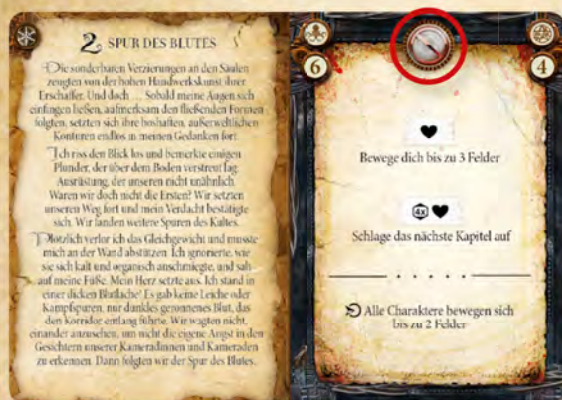 2. SPUR DES BLUTES
Die sonderbaren Verzierungen an den Säulen
zeugten von der hohen Handwerkskunst ihrer
Erschaffer. Und doch … Sobald meine Augen sich
einfingen ließen, aufmerksam den fließenden Formen
folgten, setzten sich ihre boshaften, außerweltlichen
Konturen endlos in meinen Gedanken fort.
Ich riss den Blick los und bemerkte einigen
Plunder, der über dem Boden verstreut lag.
Ausrüstung, der unseren nicht unähnlich.
Waren wir doch nicht die Ersten? Wir setzten
unseren Weg fort und mein Verdacht bestätigte
sich. Wir fanden weitere Spuren des Kultes.
Plötzlich verlor ich das Gleichgewicht und musste
mich an der Wand abstützen. Ich ignorierte, wie
sie sich kalt und organisch anschmiegte, und sah
auf meine Füße. Mein Herz setzte aus. Ich stand in
einer dicken Blutlache! Es gab keine Leiche oder
Kampfspuren, nur dunkles geronnenes Blut, das
den Korridor entlang führte. Wir wagten nicht,
einander anzusehen, um nicht die eigene Angst in den
Gesichtern unserer Kameradinnen und Kameraden
zu erkennen. Dann folgten wir der Spur des Blutes.
6
4
Bewege dich bis zu 3 Felder
4x
Schlage das nächste Kapitel auf
Alle Charaktere bewegen sich
bis zu 2 Felder